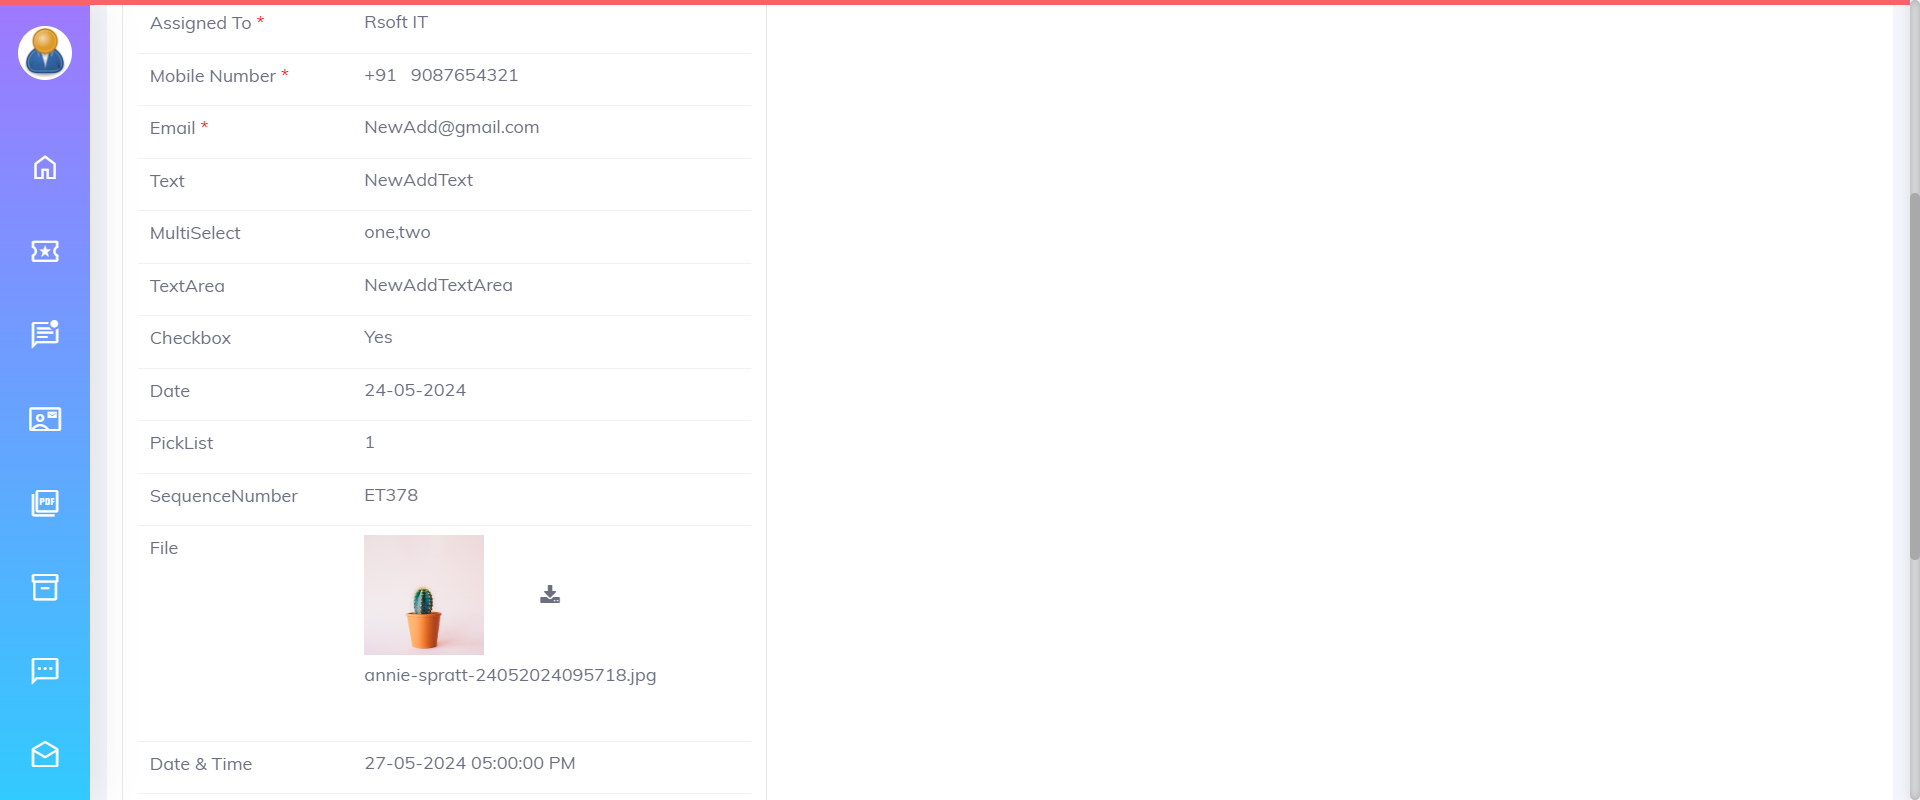 Assigned To * Rsoft IT
Mobile Number * +91 9087654321
Email * NewAdd@gmail.com
Text NewAddText
MultiSelect one,two
TextArea NewAddTextArea
Checkbox Yes
Date 24-05-2024
PickList 1
SequenceNumber ET378
File
annie-spratt-24052024095718.jpg
Date & Time 27-05-2024 05:00:00 PM
PDF